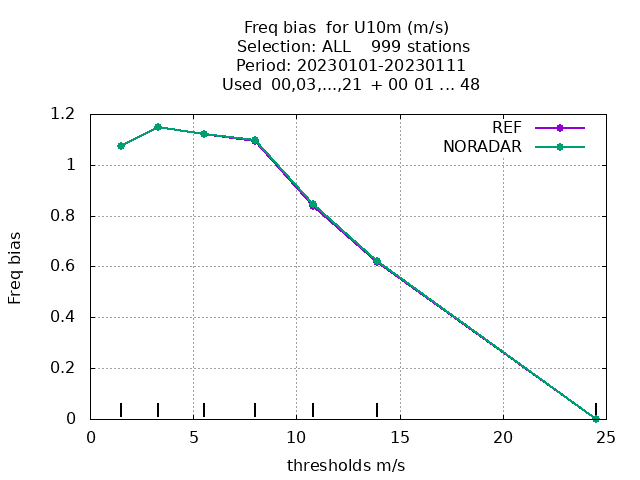 Freq bias  for U10m (m/s)
Selection: ALL    999 stations
Period: 20230101-20230111
Used  00,03,...,21  + 00 01 ... 48
REF
NORADAR
1.2
1
0.8
0.6
0.4
0.2
0
Freq bias
0 5 10 15 20 25
thresholds m/s